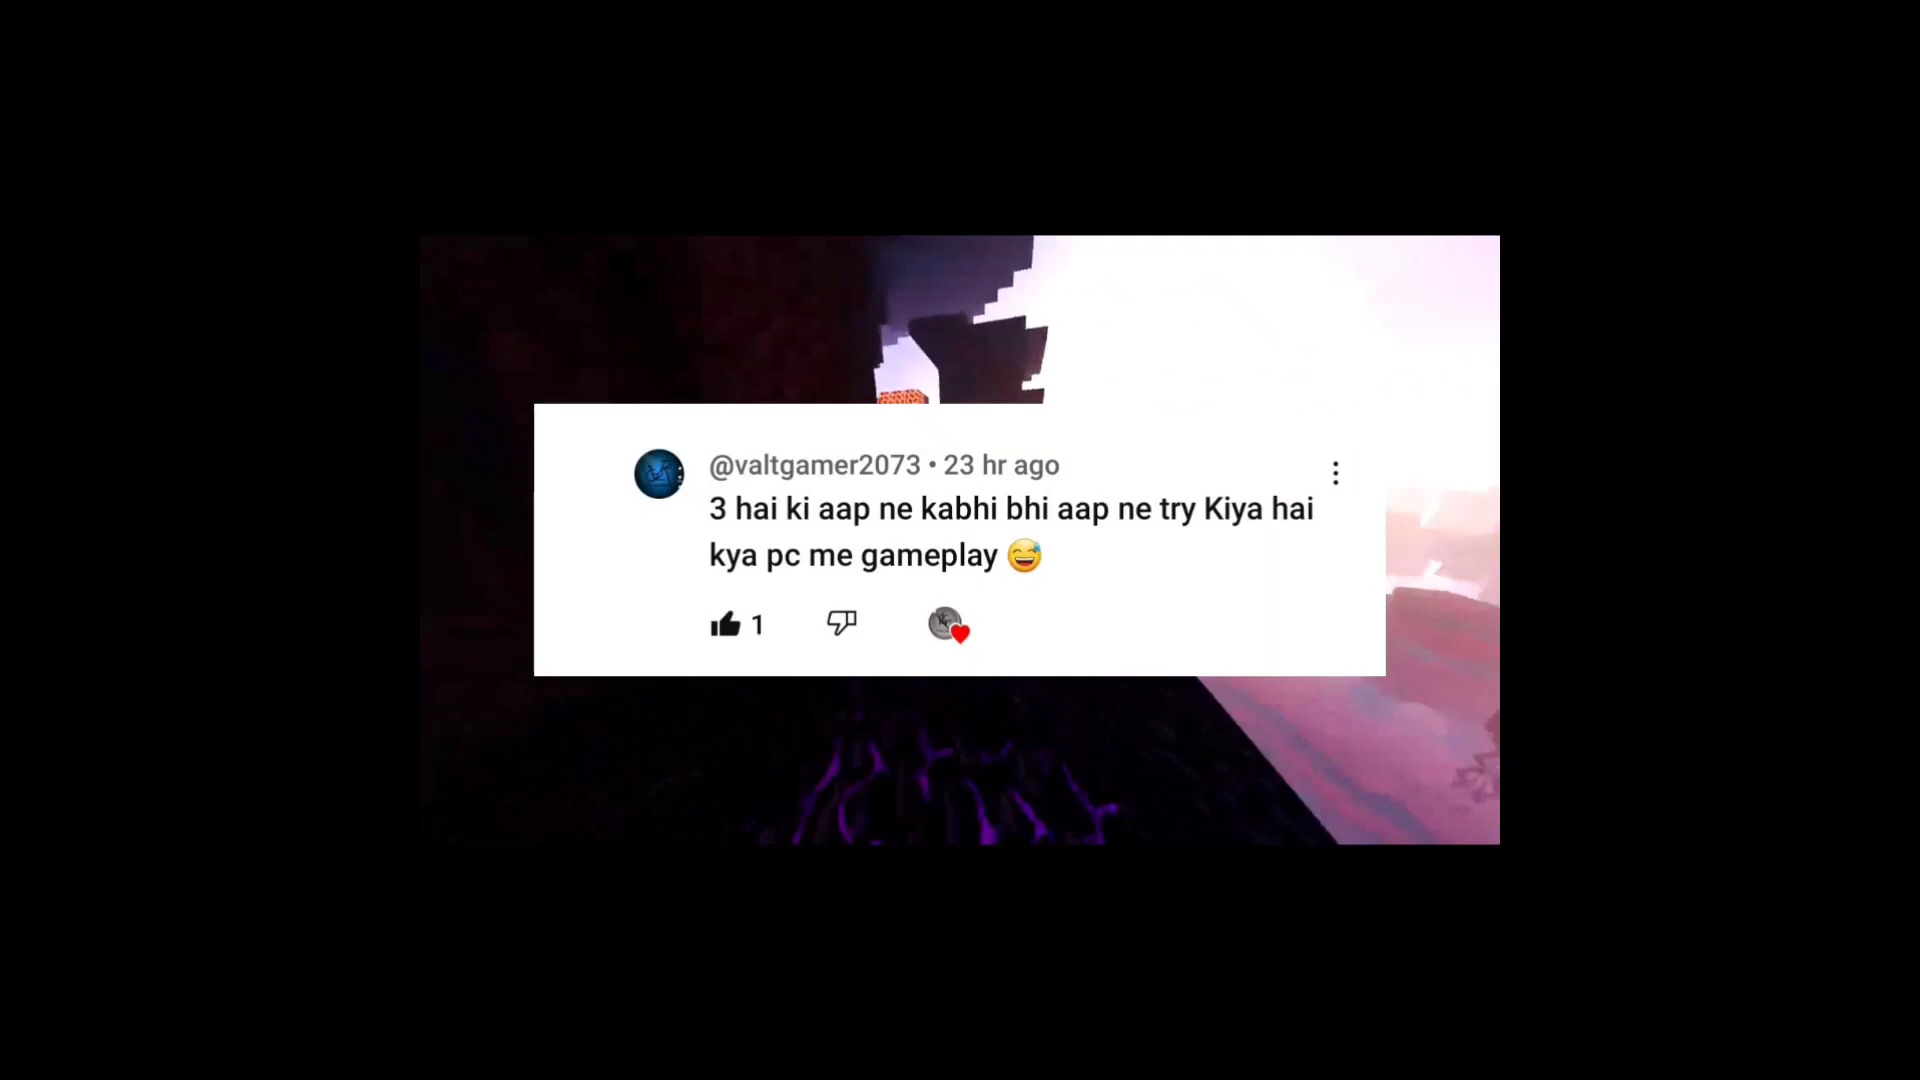 @valtgamer2073 • 23 hr ago
3 hai ki aap ne kabhi bhi aap ne try Kiya hai
kya pc me gameplay 😅
1